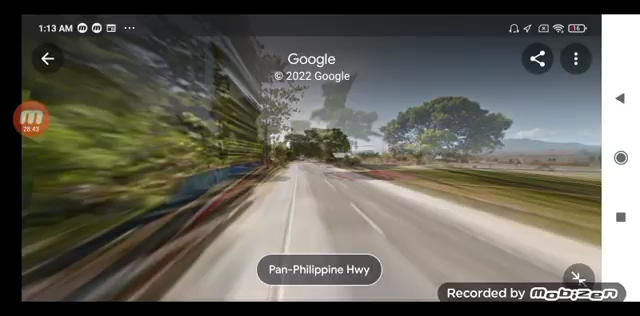 1:13 AM
16
Google
© 2022 Google
28:43
Pan-Philippine Hwy
Recorded by mobizen